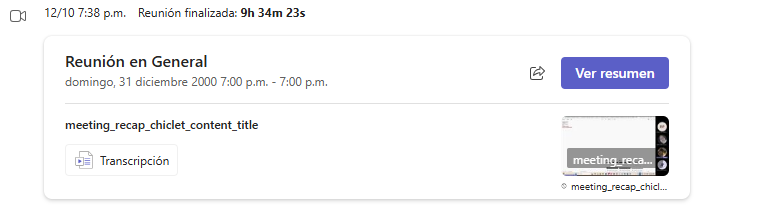 12/10 7:38 p.m. Reunión finalizada: 9h 34m 23s
Reunión en General
domingo, 31 diciembre 2000 7:00 p.m. - 7:00 p.m.
Ver resumen
meeting_recap_chiclet_content_title
Transcripción
meeting_reca...
meeting_recap_chicl...